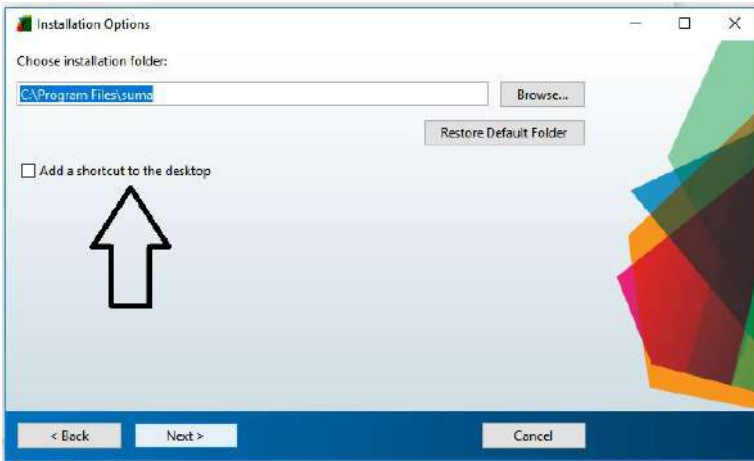 Installation Options
Choose installation folder:
C:\Program Files\suma
Browse...
Restore Default Folder
Add a shortcut to the desktop
< Back
Next >
Cancel